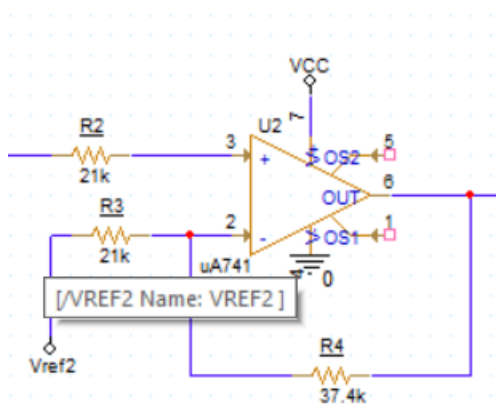 VCC
7
R2
U2
3
+
OS2
5
21k
OUT
6
R3
2
-
OS1
1
21k
uA741
4
0
[/VREF2 Name: VREF2 ]
Vref2
R4
37.4k